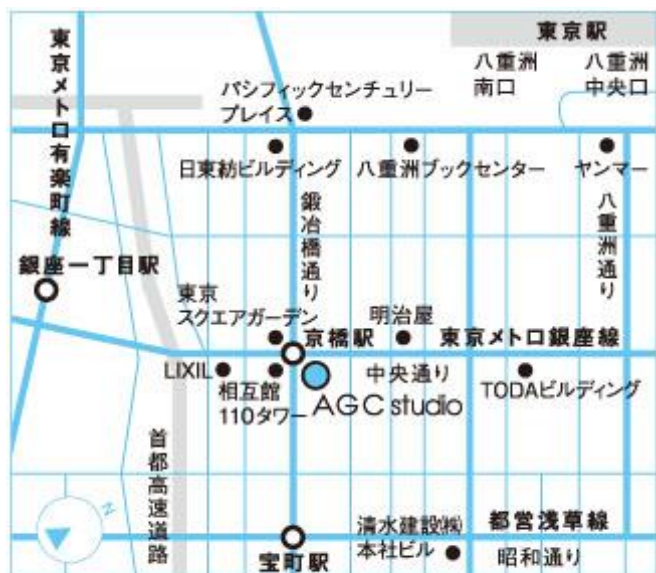 東京駅
八重洲
南口
八重洲
中央口
東京メトロ有楽町線
パシフィックセンチュリー
プレイス
日東紡ビルディング
八重洲ブックセンター
ヤンマー
鍛冶橋通り
八重洲通り
銀座一丁目駅
東京
スクエアガーデン
京橋駅
明治屋
東京メトロ銀座線
LIXIL
相互館
110タワー
中央通り
TODAビルディング
AGC studio
首都高速道路
N
清水建設㈱
本社ビル
都営浅草線
昭和通り
宝町駅